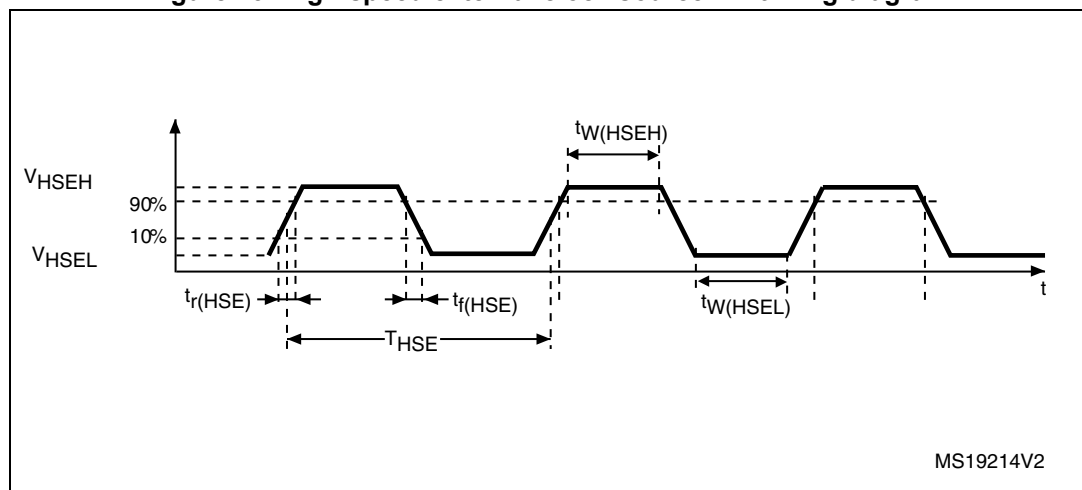 tW(HSEH)
VHSEH
90%
10%
VHSEL
tr(HSE)
tf(HSE)
tW(HSEL)
t
THSE
MS19214V2